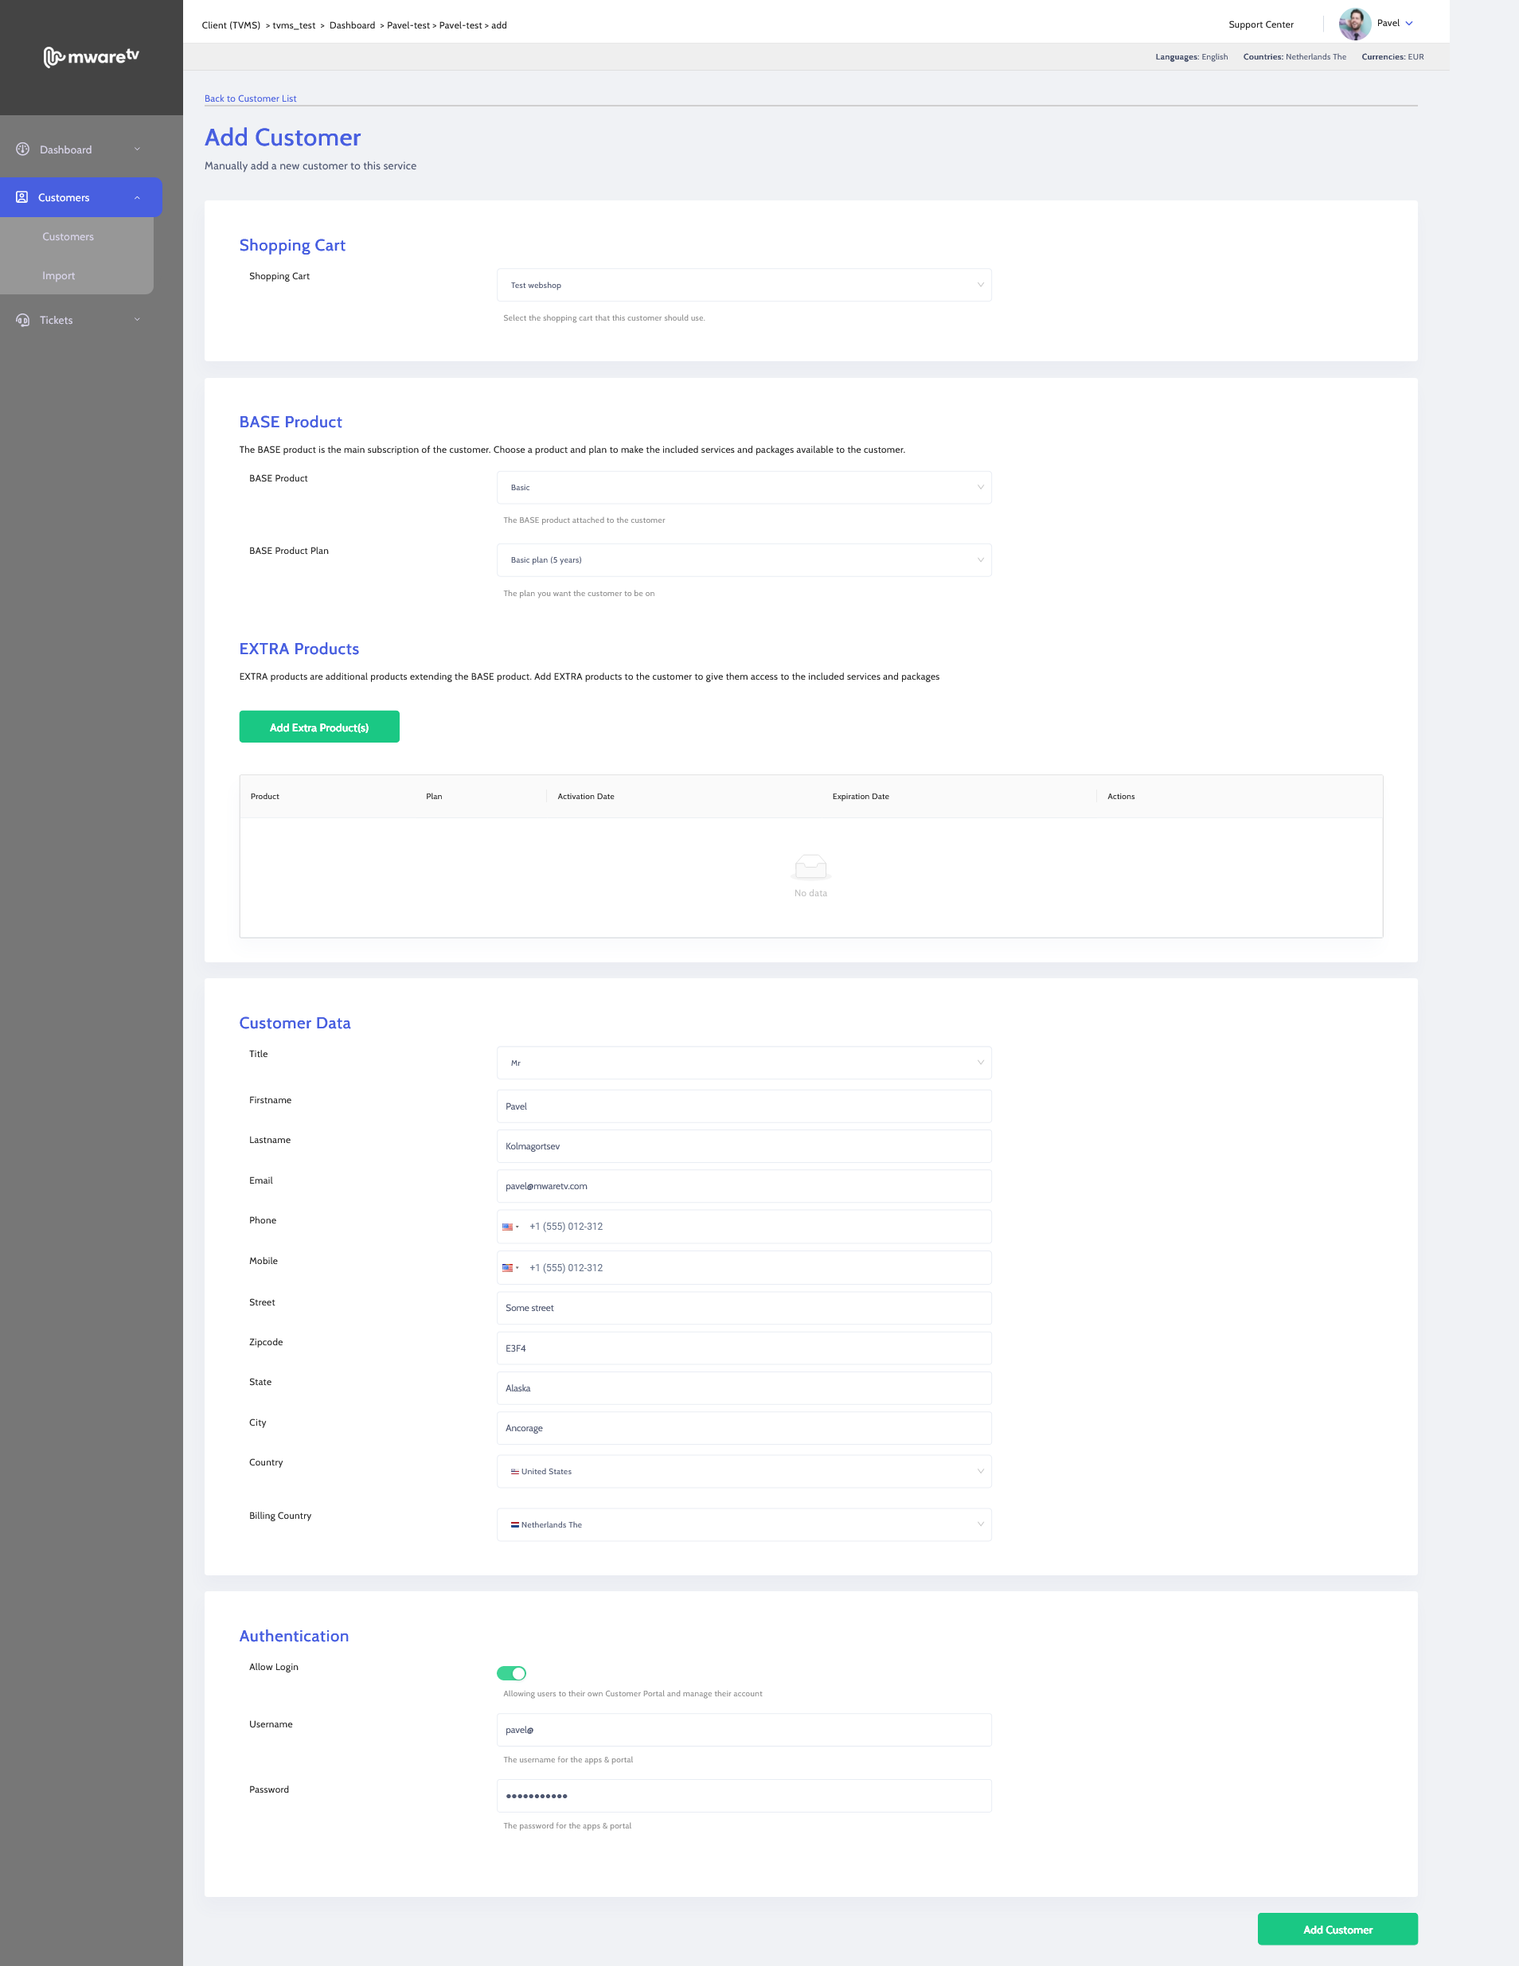 mwaretv
Client (TVMS) > tvms_test > Dashboard > Pavel-test > Pavel-test > add
Support Center
Pavel
Languages: English Countries: Netherlands The Currencies: EUR
Dashboard
Customers
Customers
Import
Tickets
Back to Customer List
Add Customer
Manually add a new customer to this service
Shopping Cart
Shopping Cart
Test webshop
Select the shopping cart that this customer should use.
BASE Product
The BASE product is the main subscription of the customer. Choose a product and plan to make the included services and packages available to the customer.
BASE Product
Basic
The BASE product attached to the customer
BASE Product Plan
Basic plan (5 years)
The plan you want the customer to be on
EXTRA Products
EXTRA products are additional products extending the BASE product. Add EXTRA products to the customer to give them access to the included services and packages
Add Extra Product(s)
Product Plan Activation Date Expiration Date Actions
No data
Customer Data
Title
Mr
Firstname
Pavel
Lastname
Kolmagortsev
Email
pavel@mwaretv.com
Phone
+1 (555) 012-312
Mobile
+1 (555) 012-312
Street
Some street
Zipcode
E3F4
State
Alaska
City
Ancorage
Country
United States
Billing Country
Netherlands The
Authentication
Allow Login
Allowing users to their own Customer Portal and manage their account
Username
pavel@
The username for the apps & portal
Password
•••••••••••
The password for the apps & portal
Add Customer